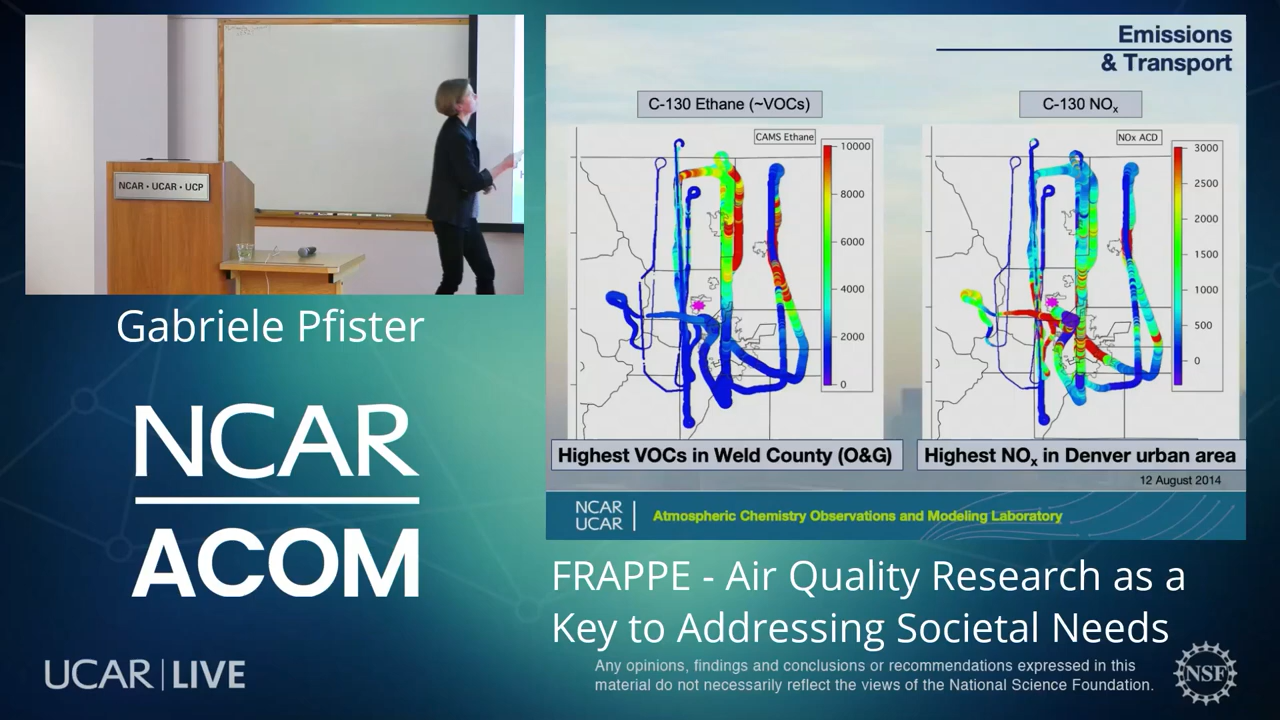 NCAR • UCAR • UCP
Gabriele Pfister
NCAR
ACOM
UCAR | LIVE
Emissions
& Transport
C-130 Ethane (~VOCs)
C-130 NOx
CAMS Ethane
10000
8000
6000
4000
2000
0
NOx ACD
3000
2500
2000
1500
1000
500
0
Highest VOCs in Weld County (O&G)
Highest NOx in Denver urban area
12 August 2014
NCAR
UCAR
Atmospheric Chemistry Observations and Modeling Laboratory
FRAPPE - Air Quality Research as a
Key to Addressing Societal Needs
Any opinions, findings and conclusions or recommendations expressed in this
material do not necessarily reflect the views of the National Science Foundation.
NSF